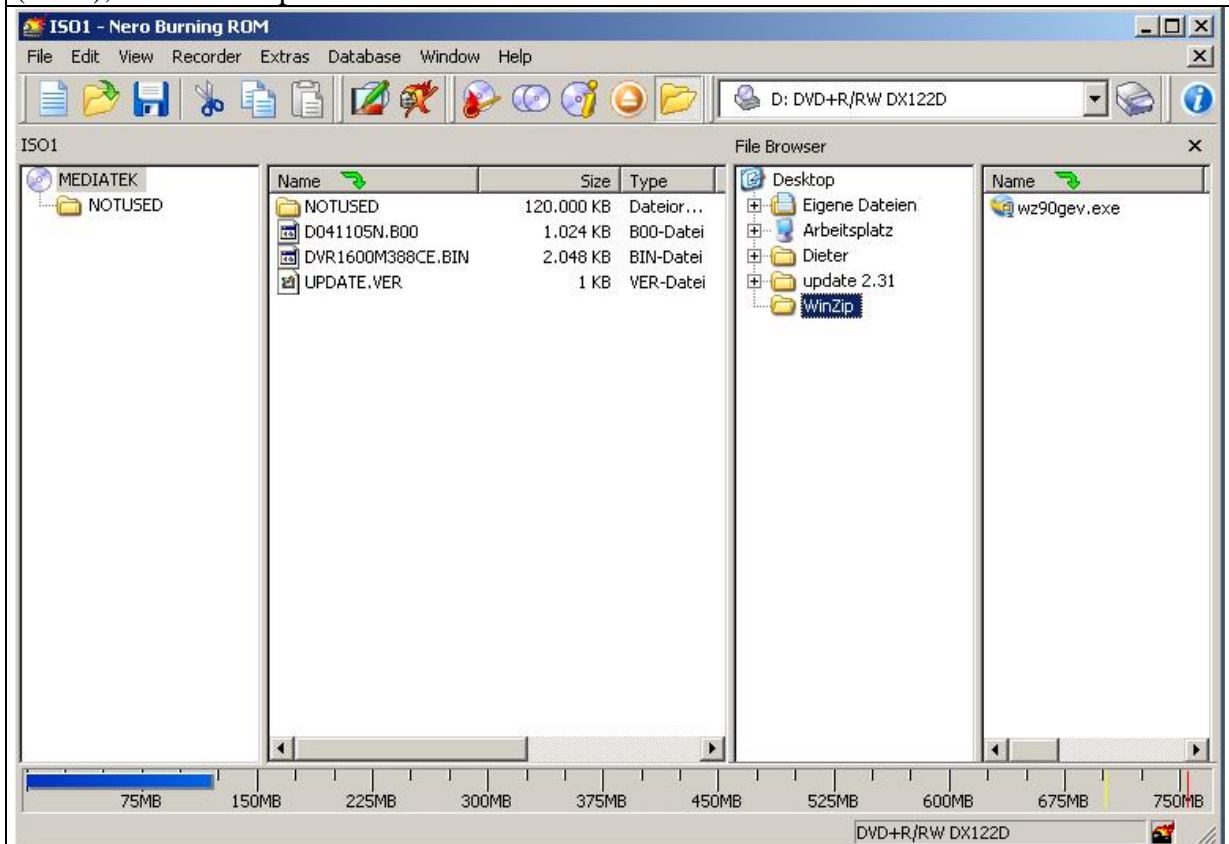 ISO1 - Nero Burning ROM
File Edit View Recorder Extras Database Window Help
D: DVD+R/RW DX122D
ISO1
File Browser
MEDIATEK
NOTUSED
Name Size Type
NOTUSED 120.000 KB Dateior...
D041105N.B00 1.024 KB B00-Datei
DVR1600M388CE.BIN 2.048 KB BIN-Datei
UPDATE.VER 1 KB VER-Datei
Desktop
Eigene Dateien
Arbeitsplatz
Dieter
update 2.31
WinZip
Name
wz90gev.exe
75MB 150MB 225MB 300MB 375MB 450MB 525MB 600MB 675MB 750MB
DVD+R/RW DX122D